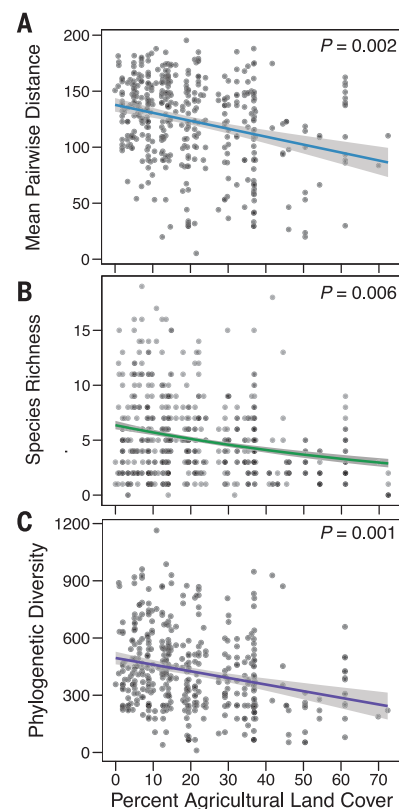 A
P = 0.002
Mean Pairwise Distance
200
150
100
50
0
B
P = 0.006
Species Richness
15
10
5
0
C
P = 0.001
Phylogenetic Diversity
1200
900
600
300
0
0 10 20 30 40 50 60 70
Percent Agricultural Land Cover